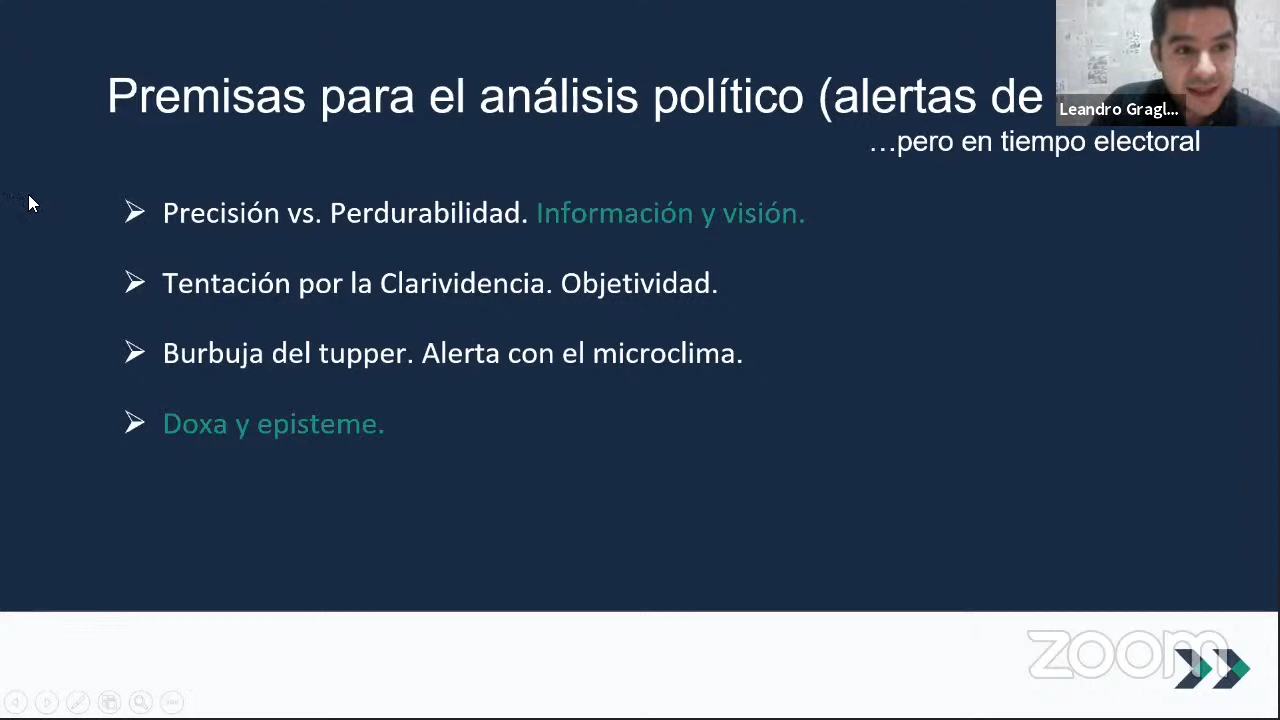 Premisas para el análisis político (alertas de
Leandro Gragl...
...pero en tiempo electoral
Precisión vs. Perdurabilidad. Información y visión.
Tentación por la Clarividencia. Objetividad.
Burbuja del tupper. Alerta con el microclima.
Doxa y episteme.
zoom